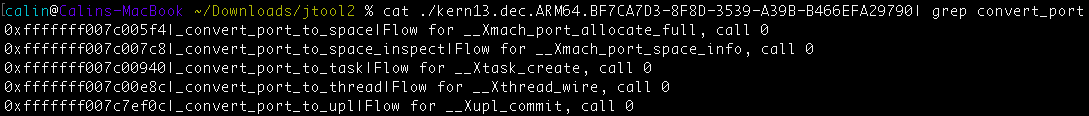 [calin@Calins-MacBook ~/Downloads/jtool2 % cat ./kern13.dec.ARM64.BF7CA7D3-8F8D-3539-A39B-B466EFA29790| grep convert_port
0xfffffff007c005f4|_convert_port_to_space|Flow for __Xmach_port_allocate_full, call 0
0xfffffff007c007c8|_convert_port_to_space_inspect|Flow for __Xmach_port_space_info, call 0
0xfffffff007c00940|_convert_port_to_task|Flow for __Xtask_create, call 0
0xfffffff007c00e8c|_convert_port_to_thread|Flow for __Xthread_wire, call 0
0xfffffff007c7ef0c|_convert_port_to_upl|Flow for __Xupl_commit, call 0